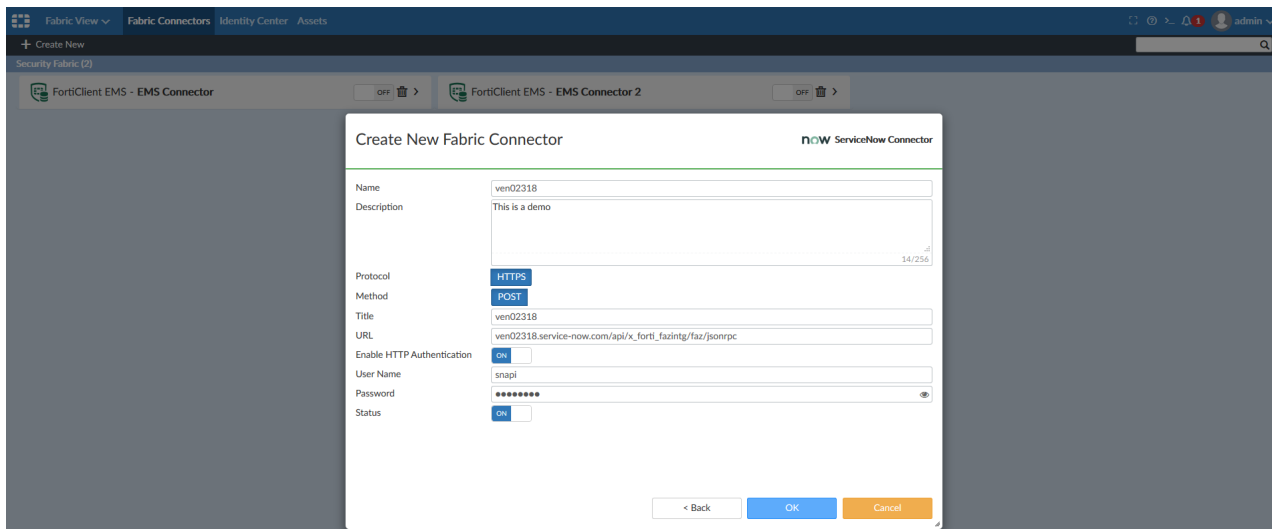 Fabric View Fabric Connectors Identity Center Assets 1 admin
+ Create New
Security Fabric (2)
FortiClient EMS - EMS Connector OFF FortiClient EMS - EMS Connector 2 OFF
Create New Fabric Connector now ServiceNow Connector
Name ven02318
Description This is a demo
14/256
Protocol HTTPS
Method POST
Title ven02318
URL ven02318.service-now.com/api/x_forti_fazintg/faz/jsonrpc
Enable HTTP Authentication ON
User Name snapi
Password ●●●●●●●●
Status ON
< Back OK Cancel